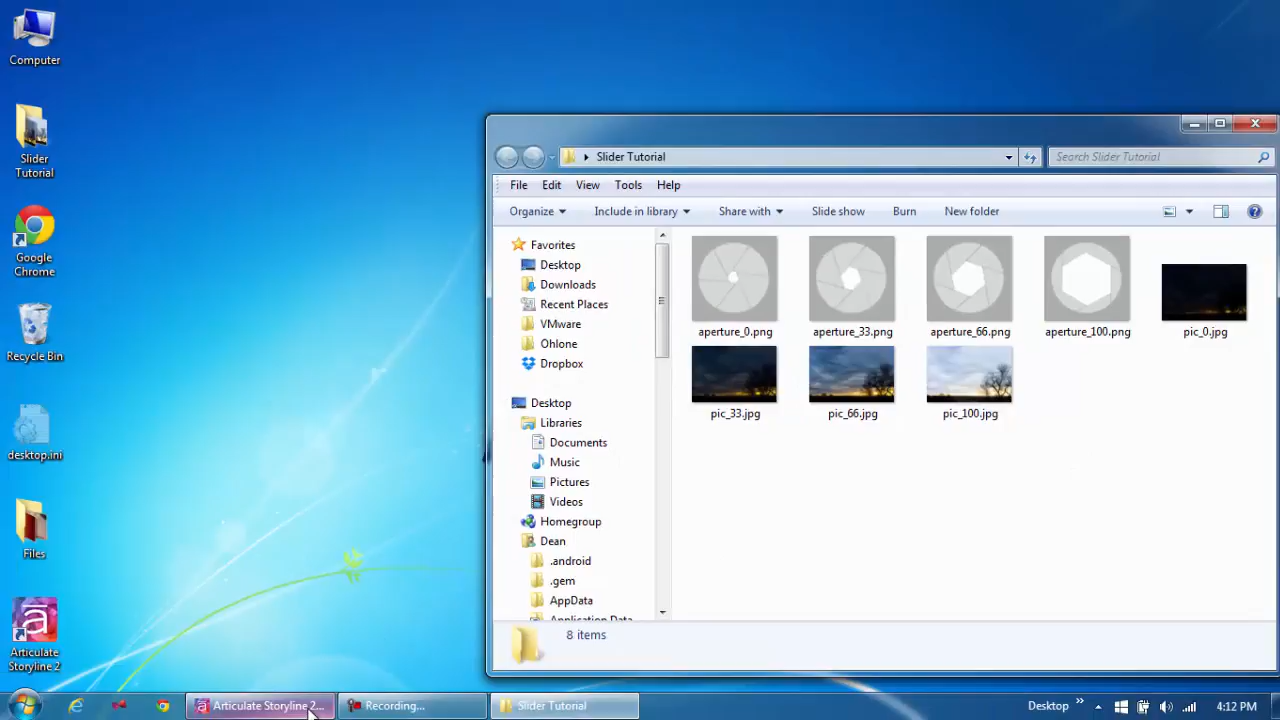 Computer
Slider
Tutorial
Google
Chrome
Recycle Bin
desktop.ini
Files
Articulate
Storyline 2
Slider Tutorial
Search Slider Tutorial
File Edit View Tools Help
Organize Include in library Share with Slide show Burn New folder
Favorites
Desktop
Downloads
Recent Places
VMware
Ohlone
Dropbox
Desktop
Libraries
Documents
Music
Pictures
Videos
Homegroup
Dean
.android
.gem
AppData
Application Data
aperture_0.png aperture_33.png aperture_66.png aperture_100.png pic_0.jpg
pic_33.jpg pic_66.jpg pic_100.jpg
8 items
Articulate Storyline 2... Recording... Slider Tutorial Desktop » 4:12 PM